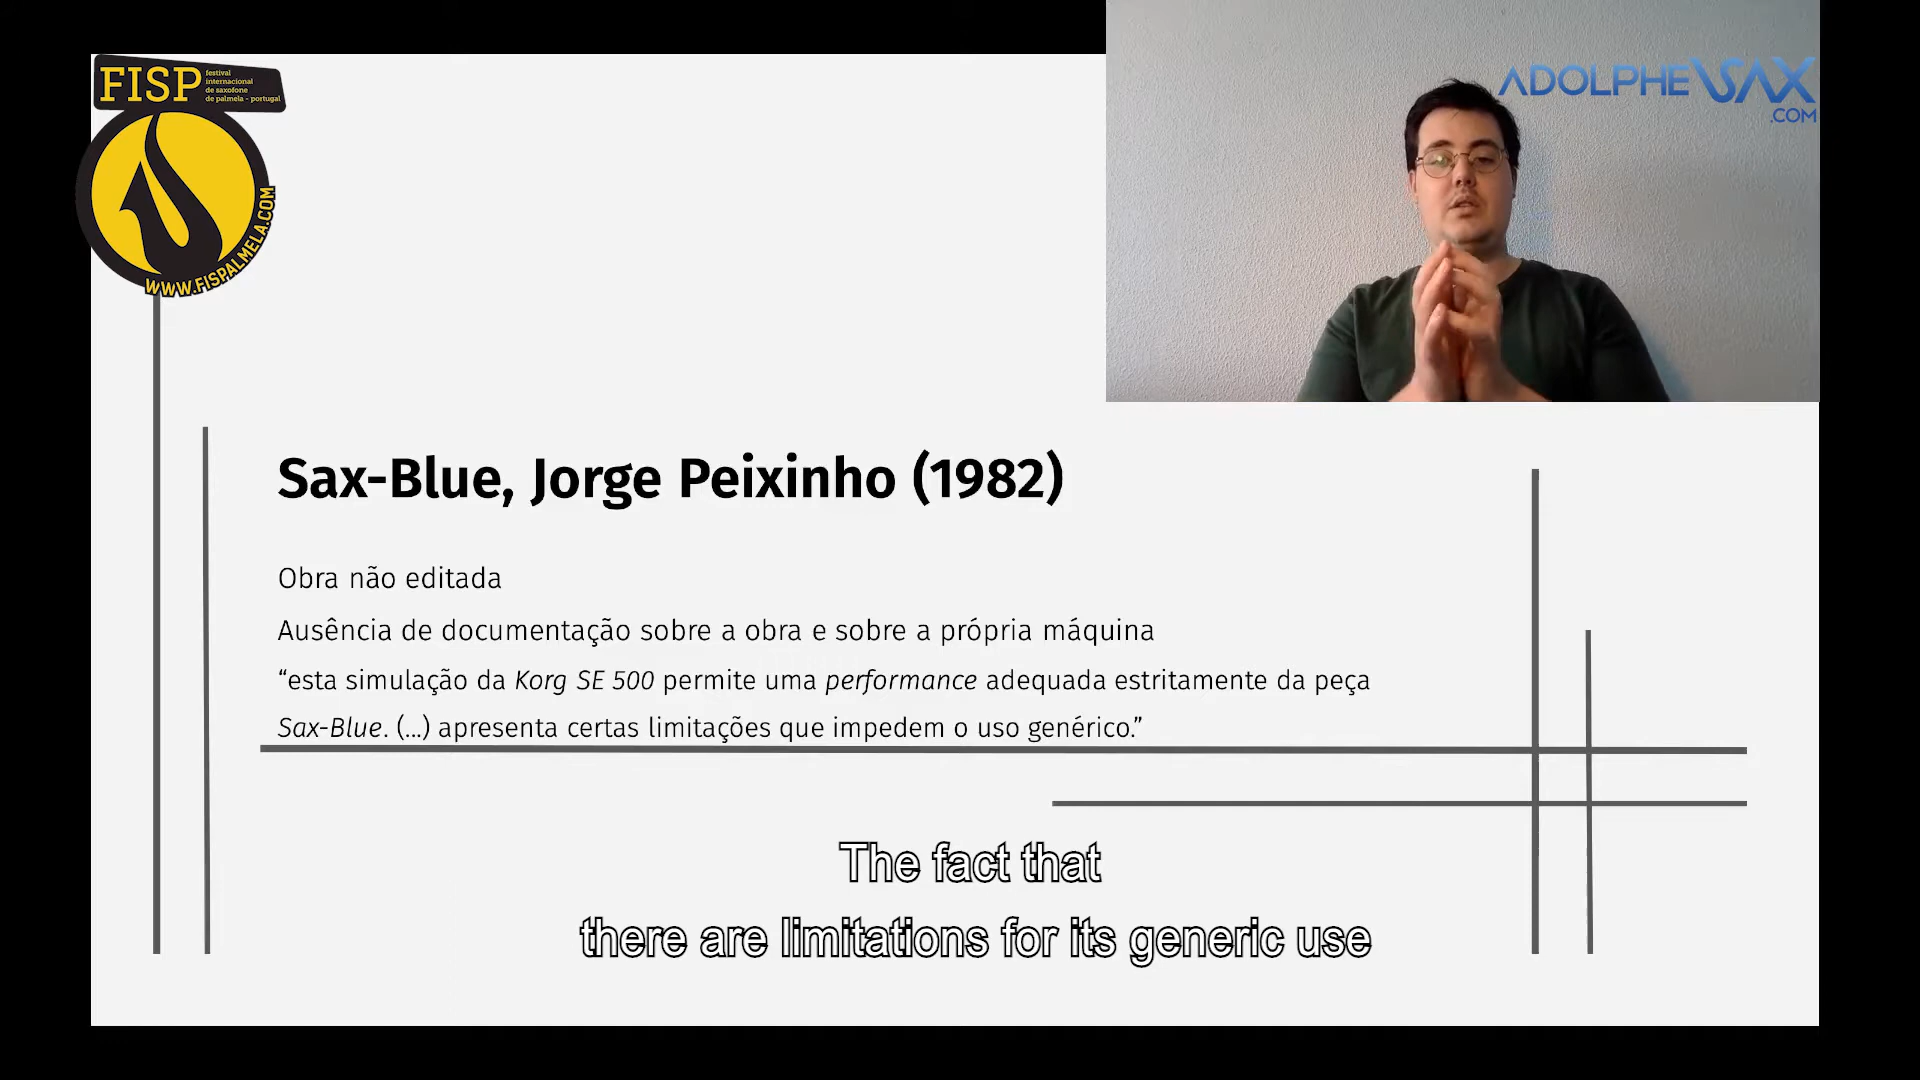 FISP
festival
internacional
de saxofone
de palmela - portugal
WWW.FISPALMELA.COM
ADOLPHE SAX
.COM
Sax-Blue, Jorge Peixinho (1982)
Obra não editada
Ausência de documentação sobre a obra e sobre a própria máquina
“esta simulação da Korg SE 500 permite uma performance adequada estritamente da peça
Sax-Blue. (...) apresenta certas limitações que impedem o uso genérico.”
The fact that
there are limitations for its generic use